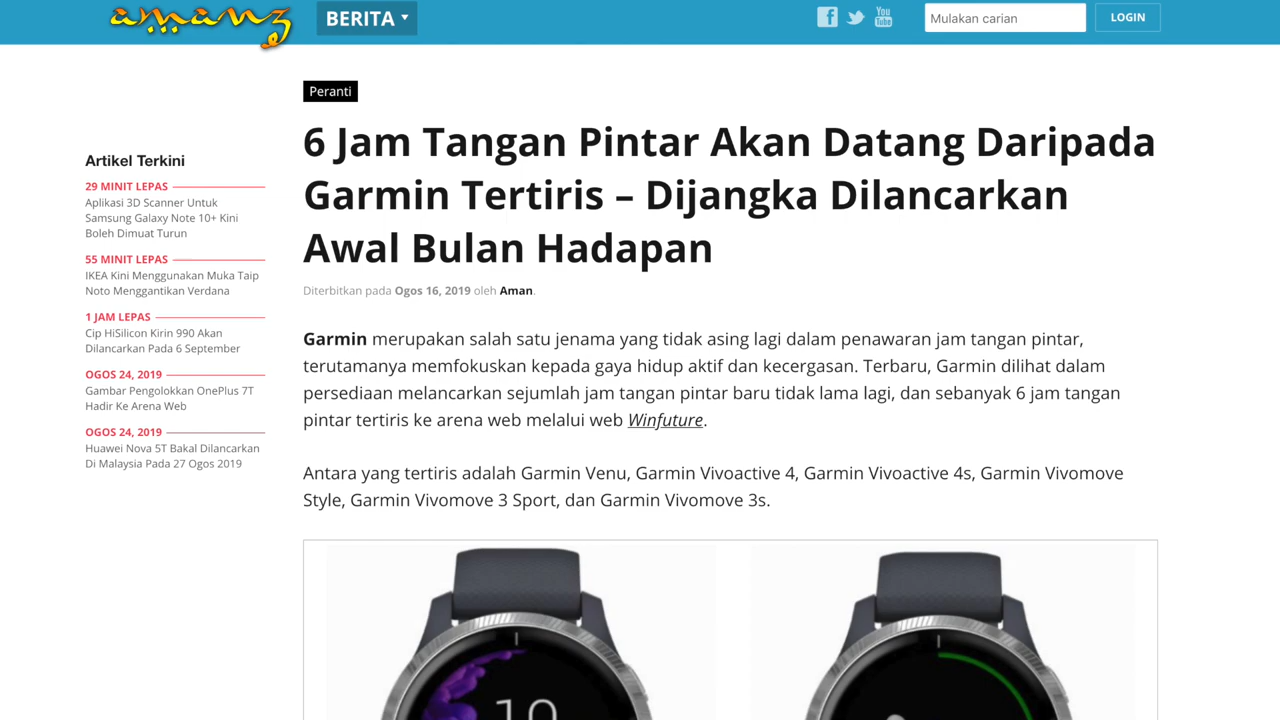 amanz
BERITA
You
Tube
Mulakan carian
LOGIN
Peranti
6 Jam Tangan Pintar Akan Datang Daripada
Garmin Tertiris – Dijangka Dilancarkan
Awal Bulan Hadapan
Diterbitkan pada Ogos 16, 2019 oleh Aman.
Artikel Terkini
29 MINIT LEPAS
Aplikasi 3D Scanner Untuk
Samsung Galaxy Note 10+ Kini
Boleh Dimuat Turun
55 MINIT LEPAS
IKEA Kini Menggunakan Muka Taip
Noto Menggantikan Verdana
1 JAM LEPAS
Cip HiSilicon Kirin 990 Akan
Dilancarkan Pada 6 September
OGOS 24, 2019
Gambar Pengolokkan OnePlus 7T
Hadir Ke Arena Web
OGOS 24, 2019
Huawei Nova 5T Bakal Dilancarkan
Di Malaysia Pada 27 Ogos 2019
Garmin merupakan salah satu jenama yang tidak asing lagi dalam penawaran jam tangan pintar,
terutamanya memfokuskan kepada gaya hidup aktif dan kecergasan. Terbaru, Garmin dilihat dalam
persediaan melancarkan sejumlah jam tangan pintar baru tidak lama lagi, dan sebanyak 6 jam tangan
pintar tertiris ke arena web melalui web Winfuture.
Antara yang tertiris adalah Garmin Venu, Garmin Vivoactive 4, Garmin Vivoactive 4s, Garmin Vivomove
Style, Garmin Vivomove 3 Sport, dan Garmin Vivomove 3s.
10